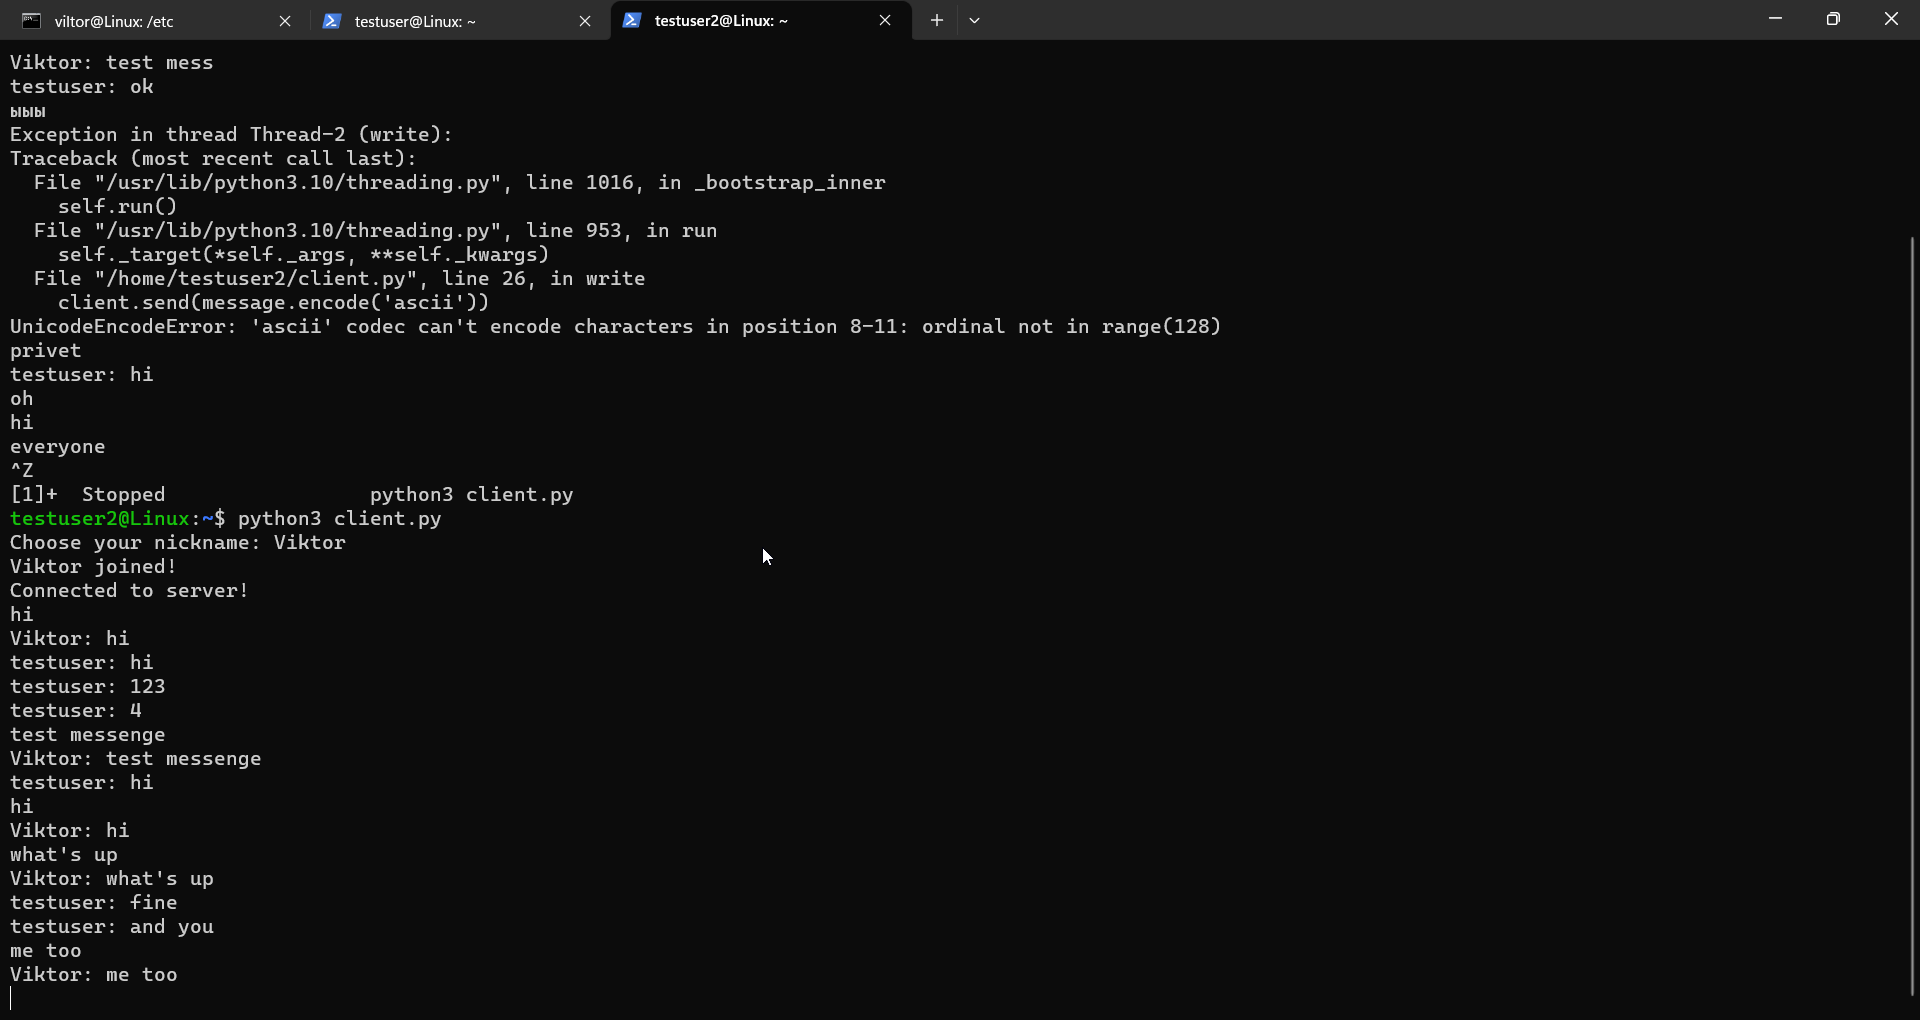 viltor@Linux: /etc
testuser@Linux: ~
testuser2@Linux: ~
Viktor: test mess
testuser: ok
ыыы
Exception in thread Thread-2 (write):
Traceback (most recent call last):
  File "/usr/lib/python3.10/threading.py", line 1016, in _bootstrap_inner
    self.run()
  File "/usr/lib/python3.10/threading.py", line 953, in run
    self._target(*self._args, **self._kwargs)
  File "/home/testuser2/client.py", line 26, in write
    client.send(message.encode('ascii'))
UnicodeEncodeError: 'ascii' codec can't encode characters in position 8-11: ordinal not in range(128)
privet
testuser: hi
oh
hi
everyone
^Z
[1]+  Stopped                 python3 client.py
testuser2@Linux:~$ python3 client.py
Choose your nickname: Viktor
Viktor joined!
Connected to server!
hi
Viktor: hi
testuser: hi
testuser: 123
testuser: 4
test messenge
Viktor: test messenge
testuser: hi
hi
Viktor: hi
what's up
Viktor: what's up
testuser: fine
testuser: and you
me too
Viktor: me too